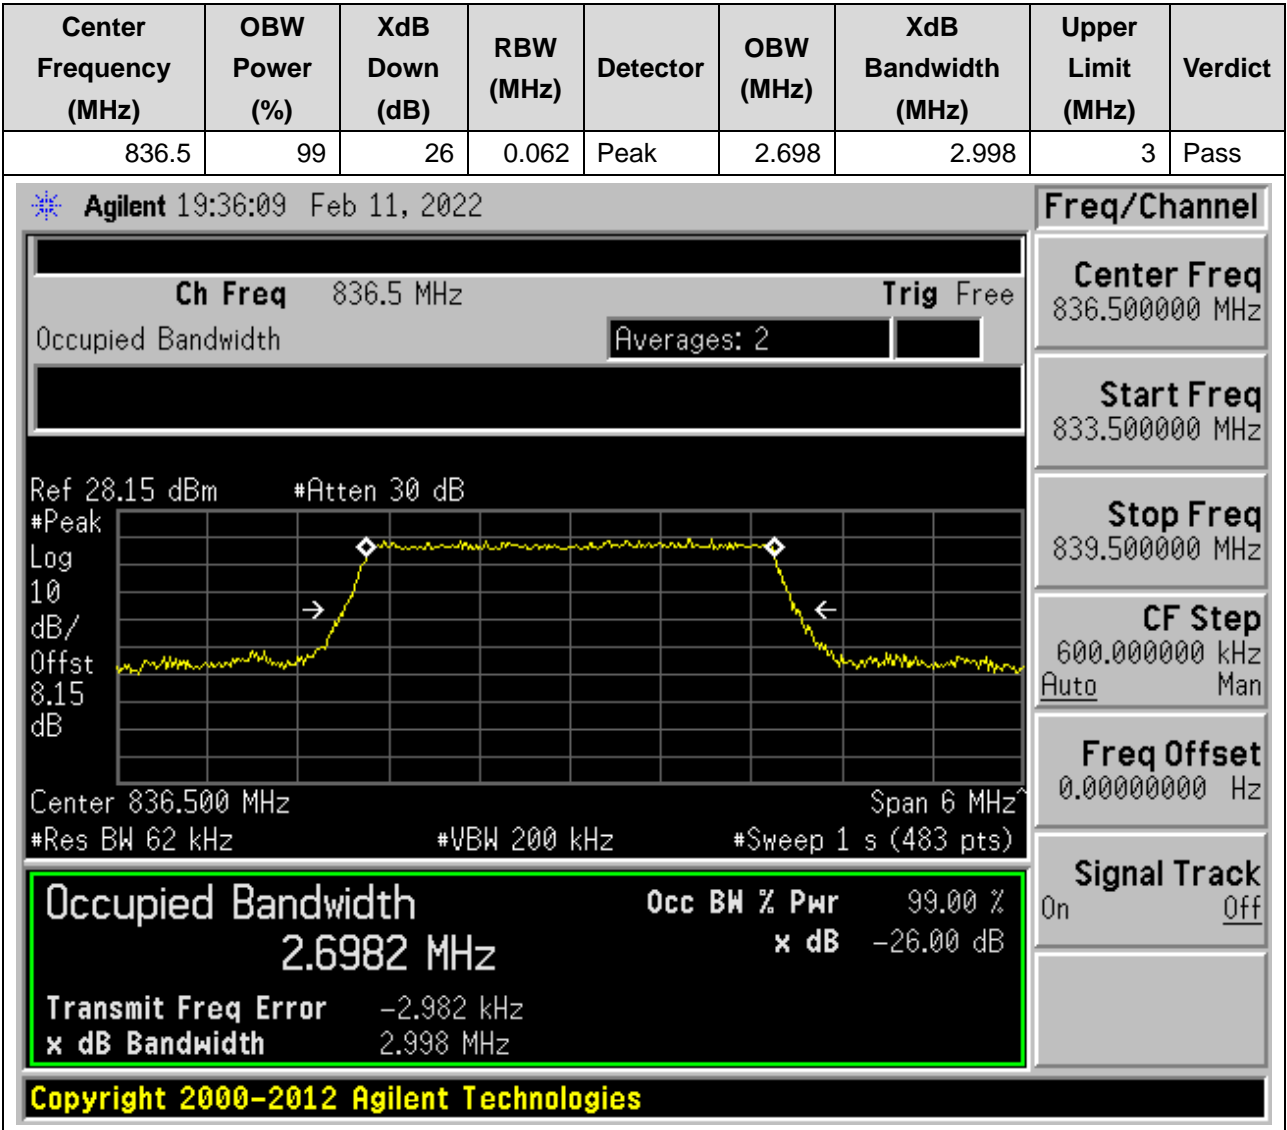 Center Frequency (MHz) OBW Power (%) XdB Down (dB) RBW (MHz) Detector OBW (MHz) XdB Bandwidth (MHz) Upper Limit (MHz) Verdict
836.5 99 26 0.062 Peak 2.698 2.998 3 Pass
Agilent 19:36:09 Feb 11, 2022
Freq/Channel
Ch Freq 836.5 MHz Trig Free
Occupied Bandwidth Averages: 2
Center Freq
836.500000 MHz
Start Freq
833.500000 MHz
Stop Freq
839.500000 MHz
CF Step
600.000000 kHz
Auto Man
Freq Offset
0.00000000 Hz
Signal Track
On Off
Ref 28.15 dBm #Atten 30 dB
#Peak
Log
10
dB/
Offst
8.15
dB
Center 836.500 MHz Span 6 MHz^
#Res BW 62 kHz #VBW 200 kHz #Sweep 1 s (483 pts)
Occupied Bandwidth Occ BW % Pwr 99.00 %
2.6982 MHz x dB -26.00 dB
Transmit Freq Error -2.982 kHz
x dB Bandwidth 2.998 MHz
Copyright 2000-2012 Agilent Technologies